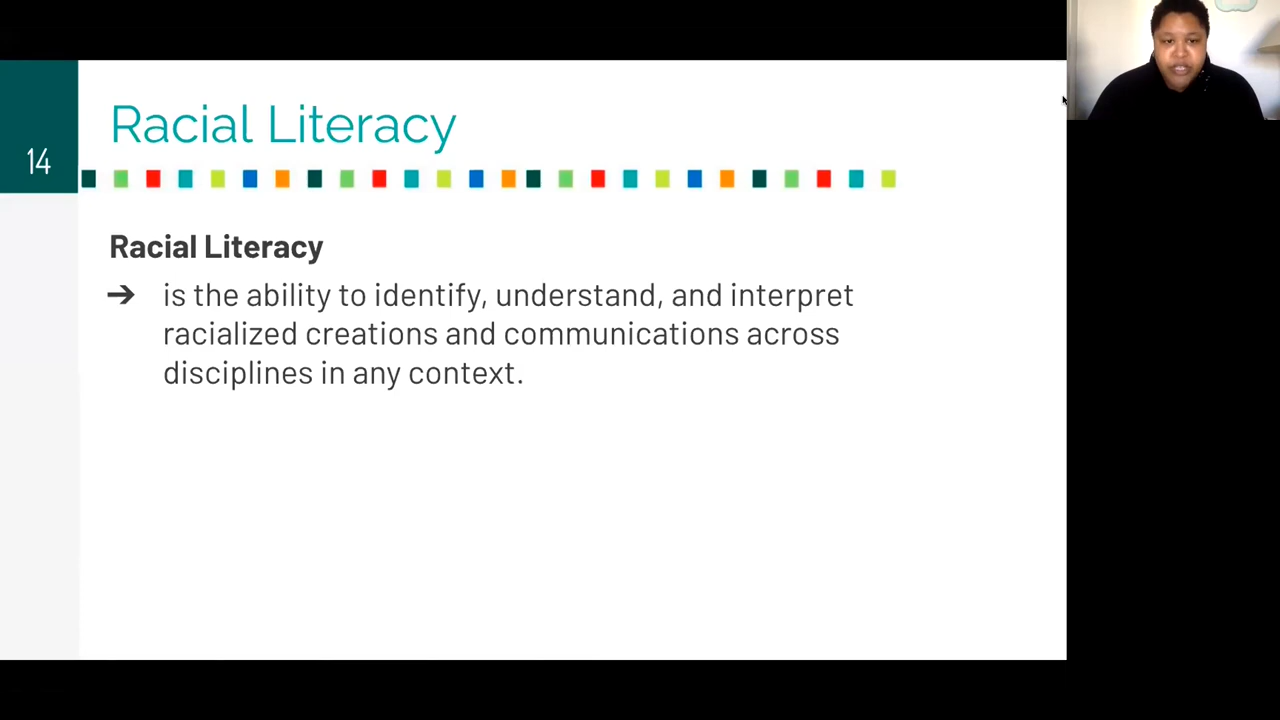 Racial Literacy
14
Racial Literacy
➔ is the ability to identify, understand, and interpret
racialized creations and communications across
disciplines in any context.